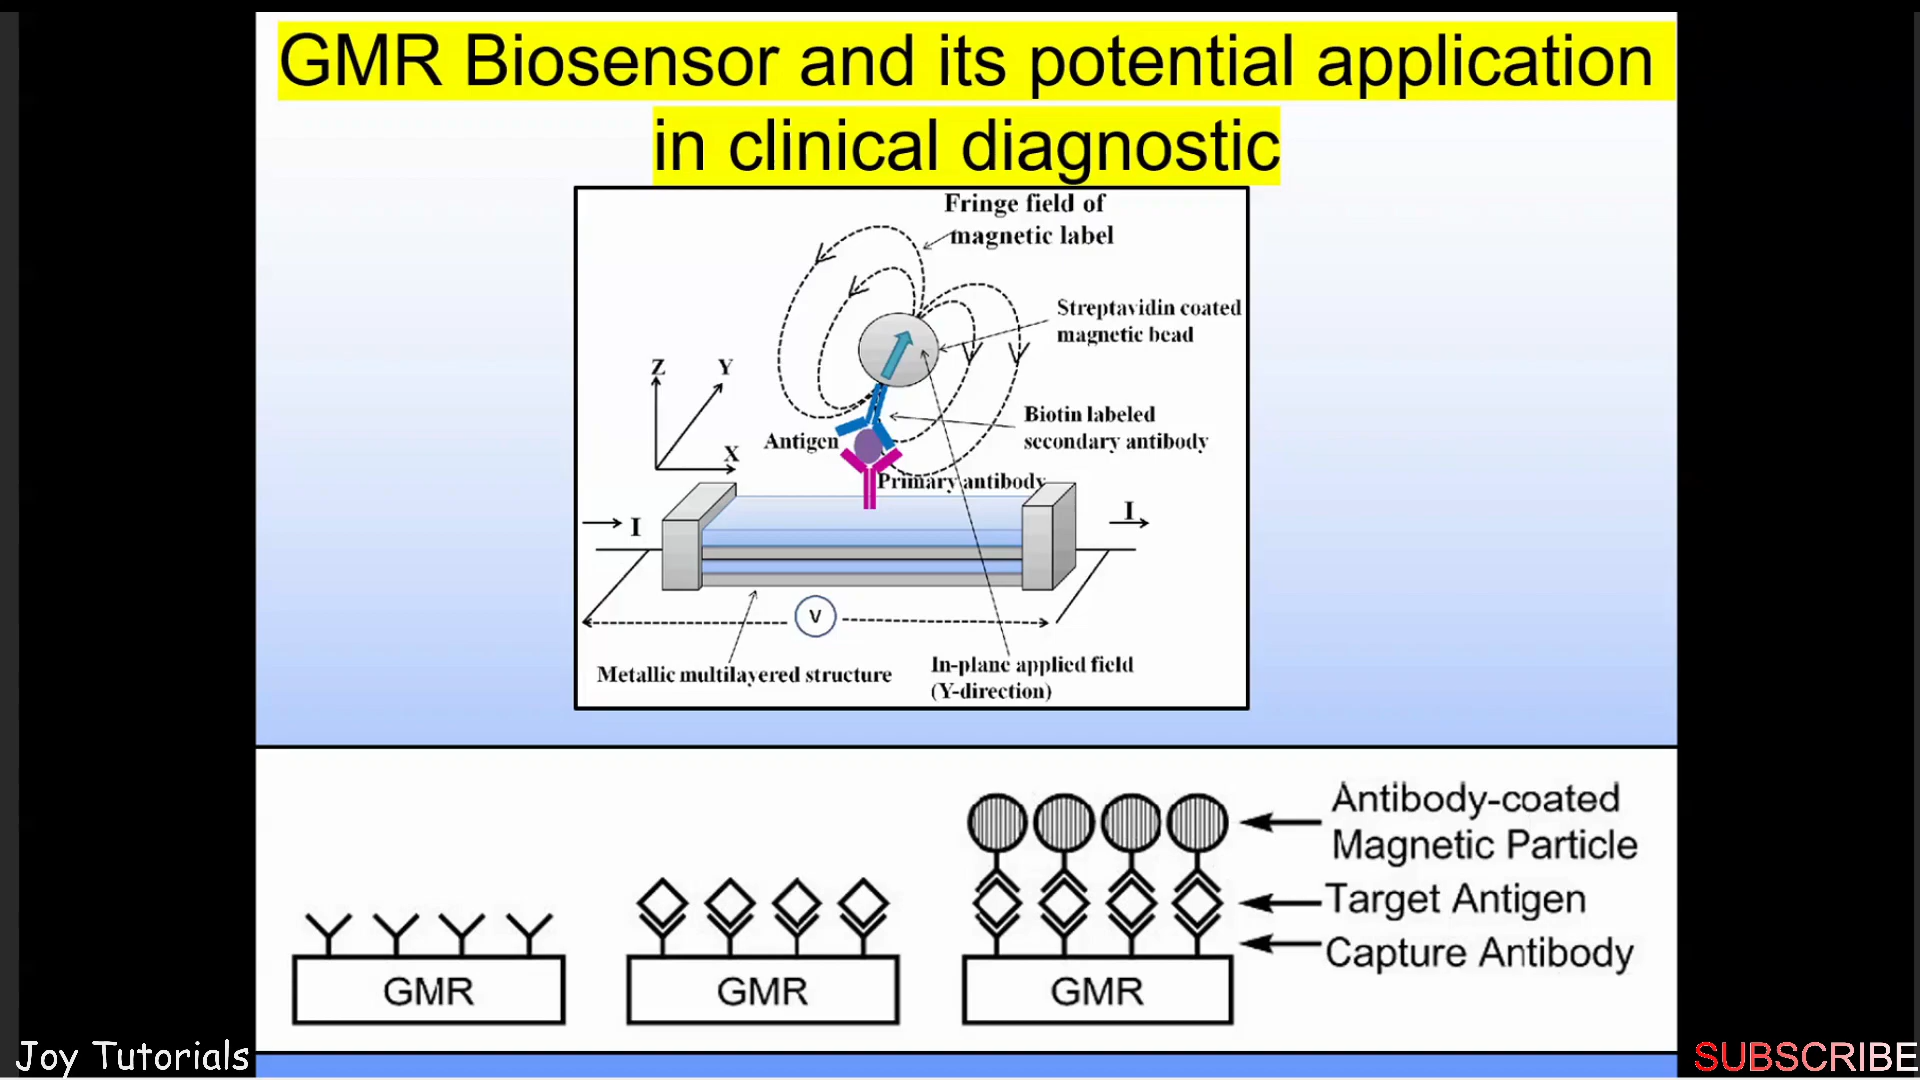 GMR Biosensor and its potential application
in clinical diagnostic
Fringe field of
magnetic label
Streptavidin coated
magnetic bead
Z
Y
X
Antigen
Biotin labeled
secondary antibody
Primary antibody
I
I
V
Metallic multilayered structure
In-plane applied field
(Y-direction)
Antibody-coated
Magnetic Particle
Target Antigen
Capture Antibody
GMR
GMR
GMR
Joy Tutorials
SUBSCRIBE